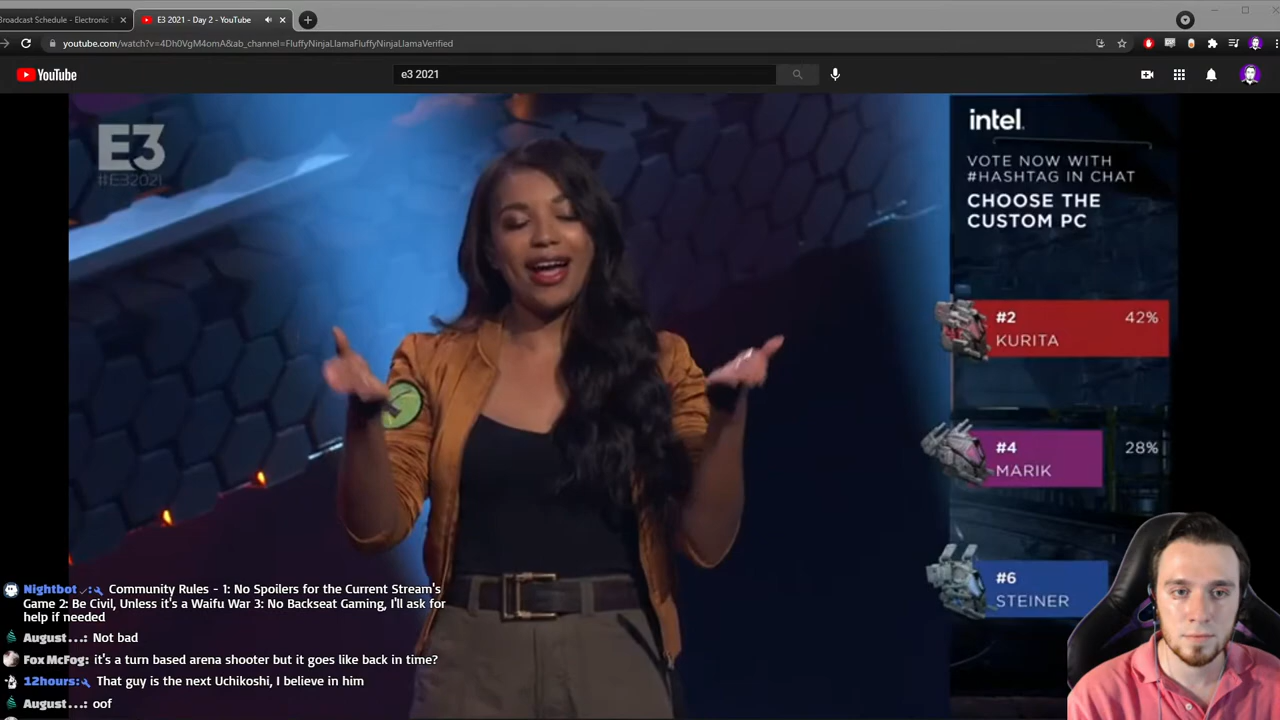 Broadcast Schedule - Electronic
E3 2021 - Day 2 - YouTube
youtube.com/watch?v=4Dh0VgM4omA&ab_channel=FluffyNinjaLlamaFluffyNinjaLlamaVerified
YouTube
e3 2021
E3
#E32021
intel.
VOTE NOW WITH
#HASHTAG IN CHAT
CHOOSE THE
CUSTOM PC
#2 42%
KURITA
#4 28%
MARIK
#6
STEINER
Nightbot: Community Rules - 1: No Spoilers for the Current Stream's
Game 2: Be Civil, Unless it's a Waifu War 3: No Backseat Gaming, I'll ask for
help if needed
August...: Not bad
Fox McFog: it's a turn based arena shooter but it goes like back in time?
12hours: That guy is the next Uchikoshi, I believe in him
August...: oof